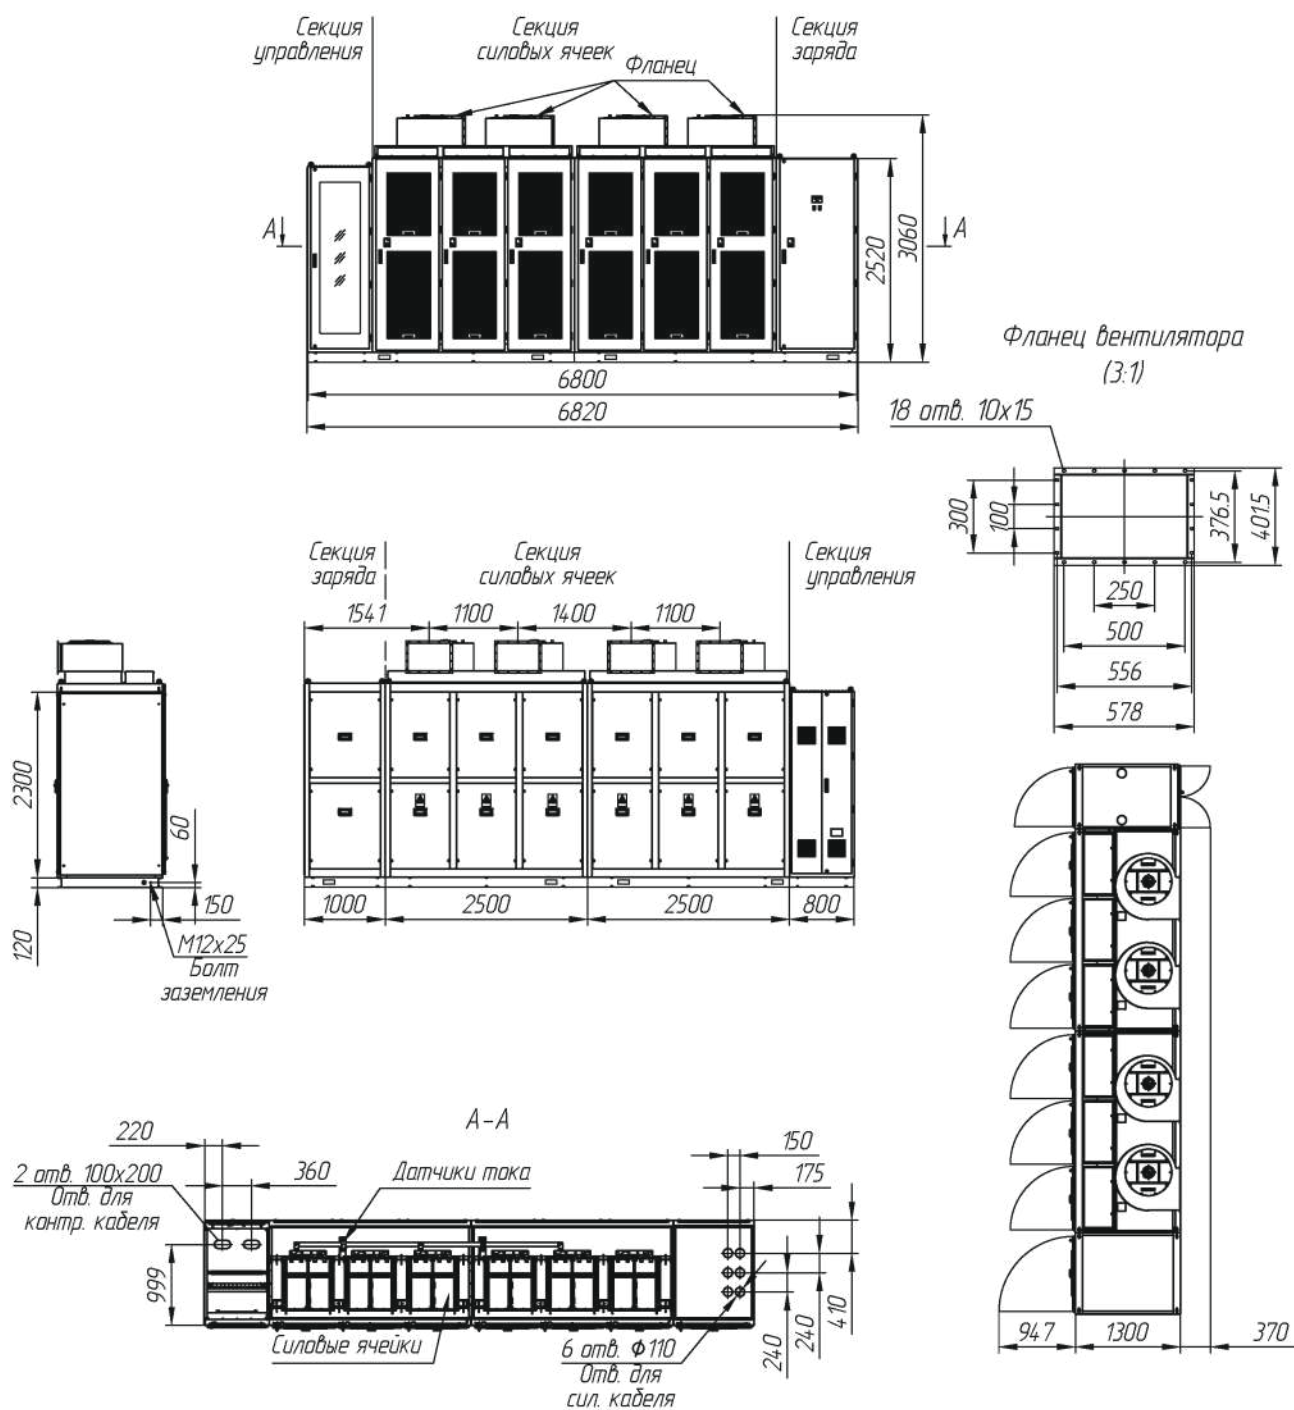 Секция
управления
Секция
силовых ячеек
Секция
заряда
Фланец
А
А
2520
3060
6800
6820
Фланец вентилятора
(3:1)
18 отв. 10х15
300
100
376.5
401.5
250
500
556
578
Секция
заряда
Секция
силовых ячеек
Секция
управления
1541
1100
1400
1100
2300
60
150
120
М12х25
Болт
заземления
1000
2500
2500
800
А-А
220
2 отв. 100х200
Отв. для
контр. кабеля
360
Датчики тока
150
175
999
Силовые ячейки
6 отв. ϕ110
Отв. для
сил. кабеля
240
240
410
947
1300
370